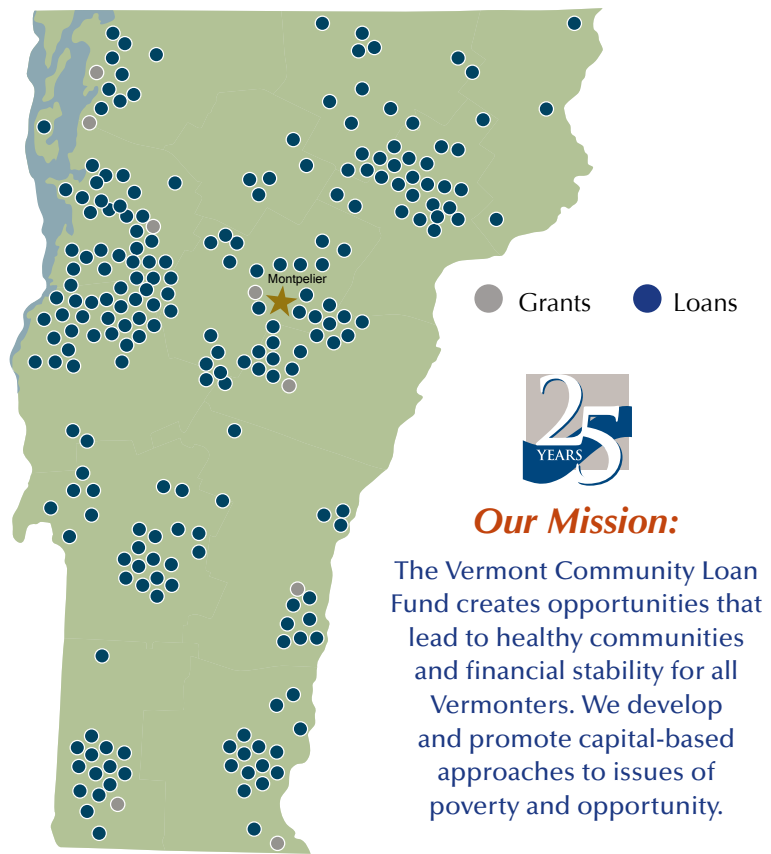 Montpelier
Grants
Loans
25
YEARS
Our Mission:
The Vermont Community Loan
Fund creates opportunities that
lead to healthy communities
and financial stability for all
Vermonters. We develop
and promote capital-based
approaches to issues of
poverty and opportunity.